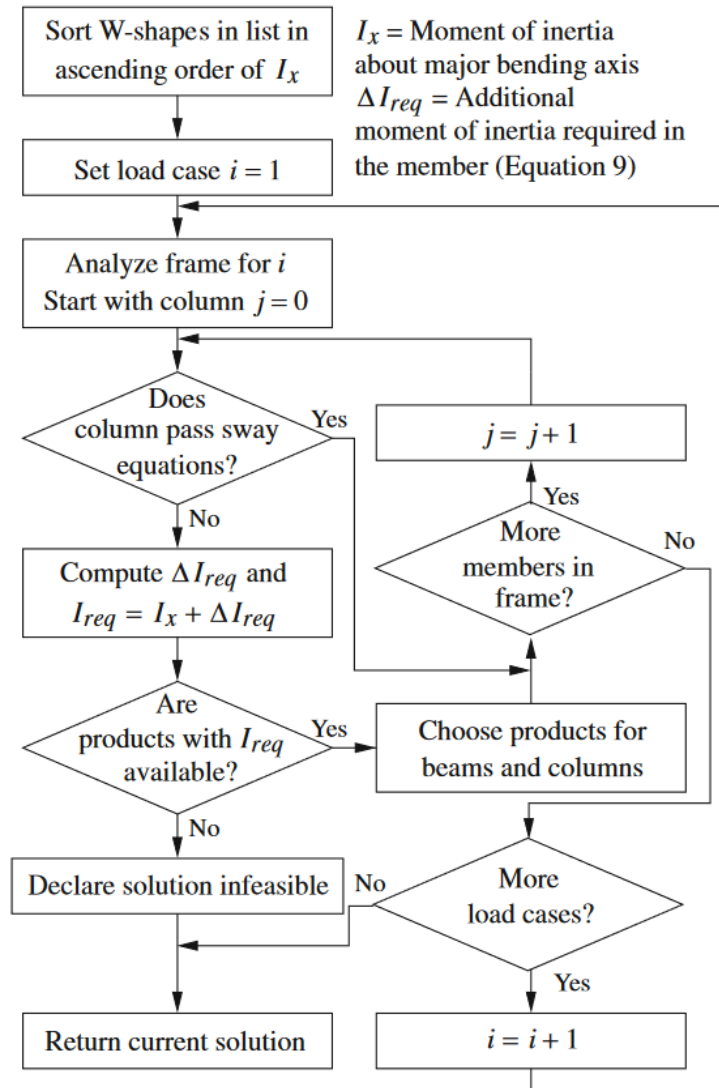 Sort W-shapes in list in
ascending order of I_x
I_x = Moment of inertia
about major bending axis
ΔI_req = Additional
moment of inertia required in
the member (Equation 9)
Set load case i = 1
Analyze frame for i
Start with column j = 0
Does
column pass sway
equations?
Yes
No
j = j + 1
Yes
More
members in
frame?
No
Compute ΔI_req and
I_req = I_x + ΔI_req
Are
products with I_req
available?
Yes
No
Choose products for
beams and columns
Declare solution infeasible
No
More
load cases?
Yes
Return current solution
i = i + 1